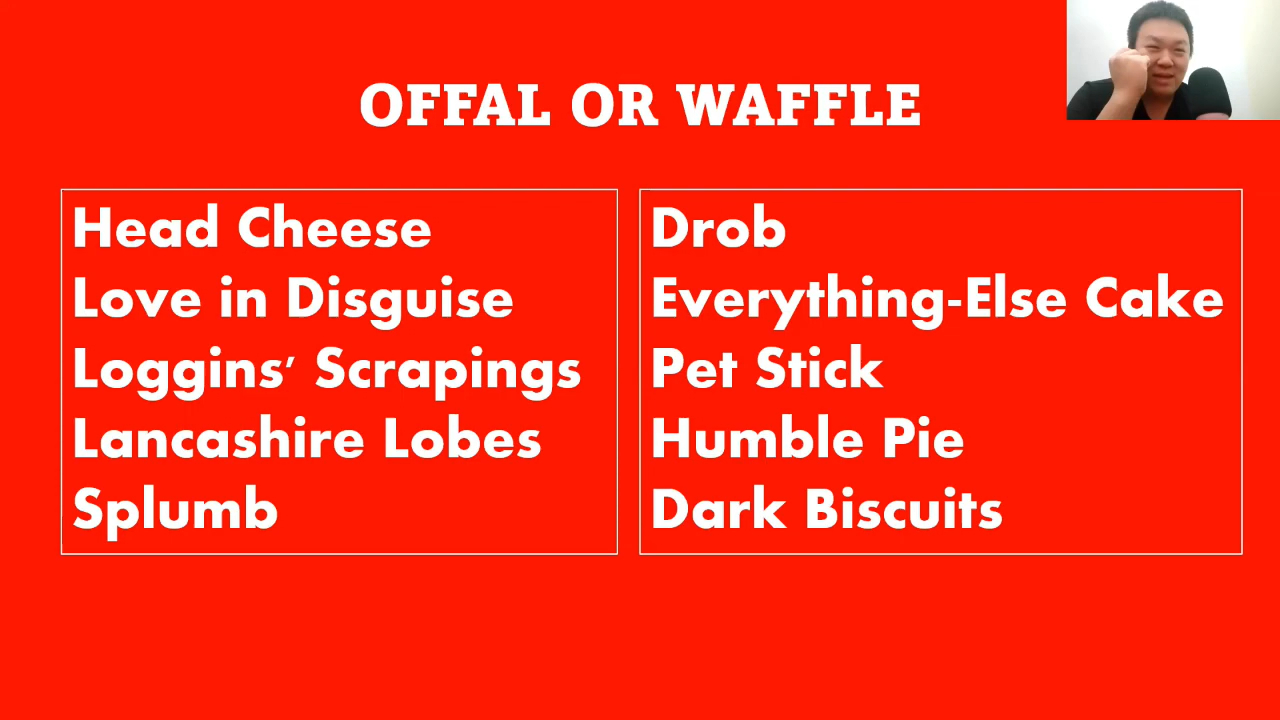 OFFAL OR WAFFLE
Head Cheese
Love in Disguise
Loggins' Scrapings
Lancashire Lobes
Splumb
Drob
Everything-Else Cake
Pet Stick
Humble Pie
Dark Biscuits